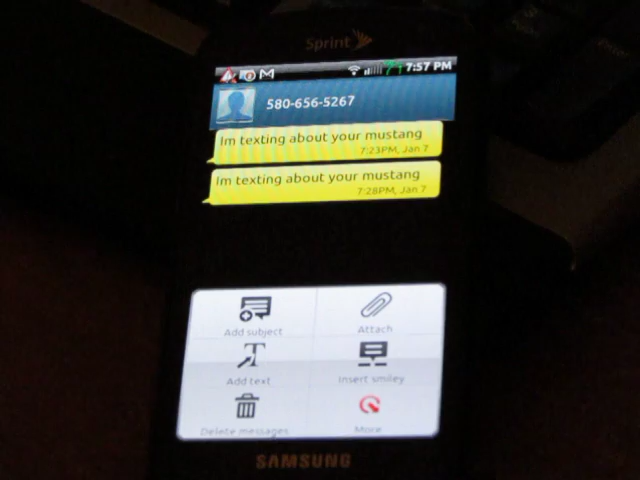 Sprint
7:57 PM
580-656-5267
Im texting about your mustang
7:23PM, Jan 7
Im texting about your mustang
7:28PM, Jan 7
Add subject
Attach
Add text
Insert smiley
Delete messages
More
SAMSUNG